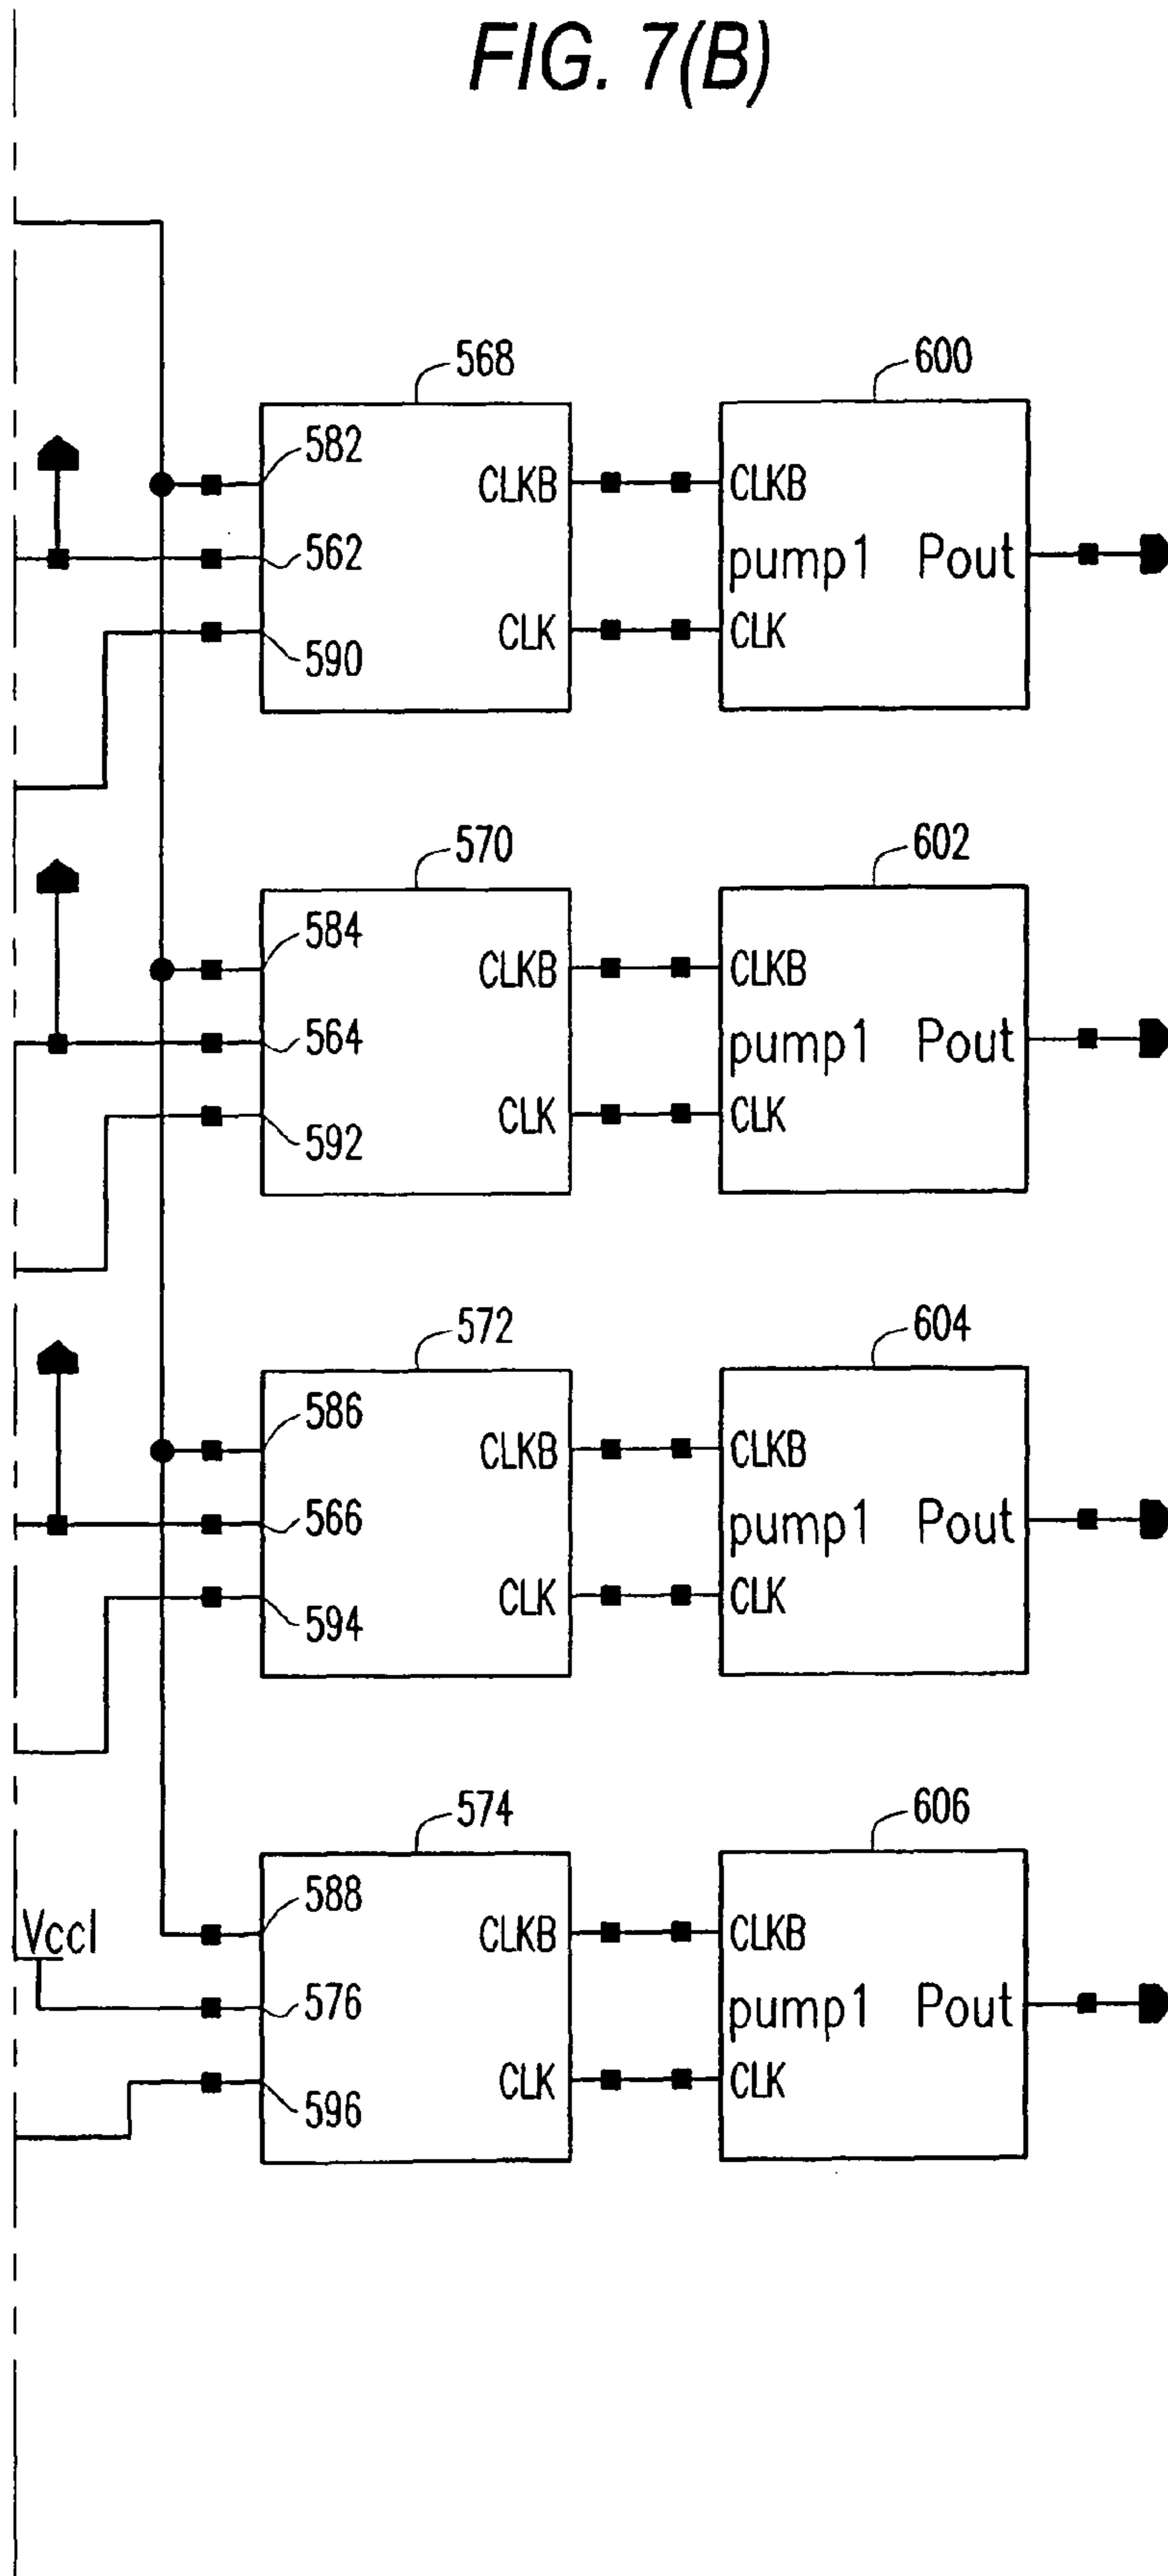 FIG. 7(B)
568
600
582
CLKB
CLKB
562
pump1
Pout
590
CLK
CLK
570
602
584
CLKB
CLKB
564
pump1
Pout
592
CLK
CLK
572
604
586
CLKB
CLKB
566
pump1
Pout
594
CLK
CLK
574
606
588
CLKB
CLKB
Vccl
576
pump1
Pout
596
CLK
CLK